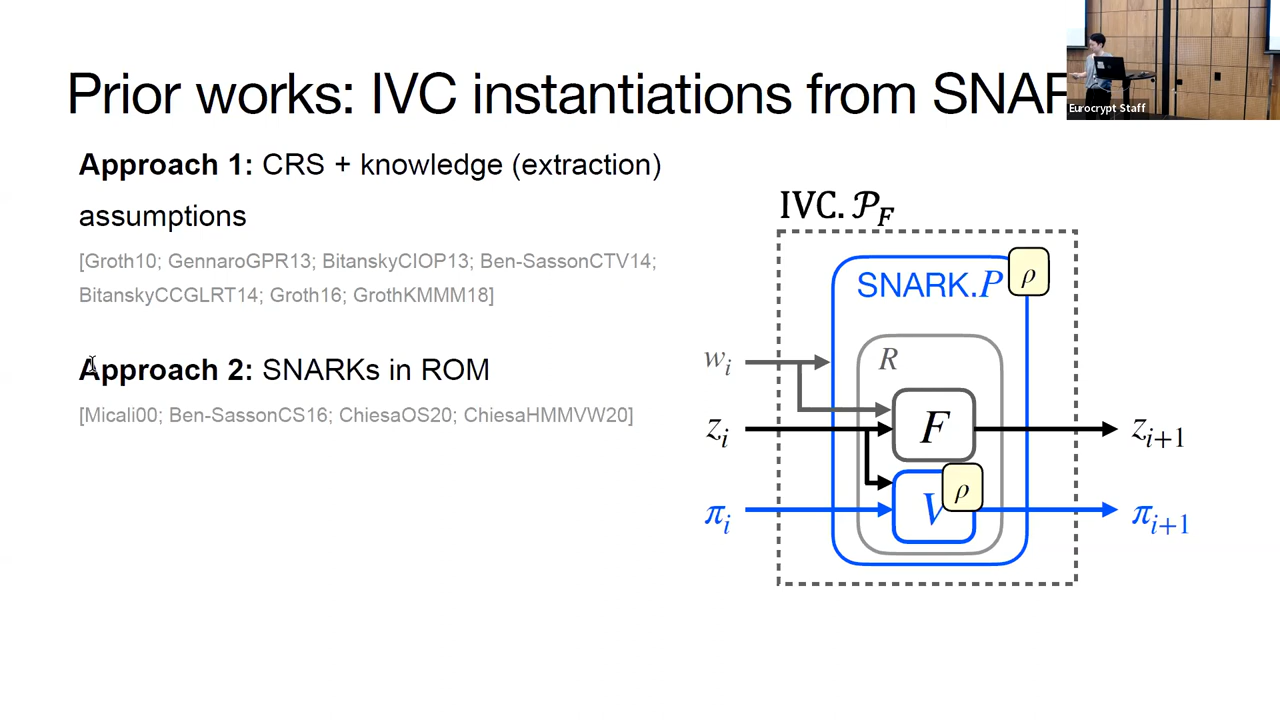 Prior works: IVC instantiations from SNAR
Eurocrypt Staff
Approach 1: CRS + knowledge (extraction)
assumptions
[Groth10; GennaroGPR13; BitanskyCIOP13; Ben-SassonCTV14;
BitanskyCCGLRT14; Groth16; GrothKMMM18]
Approach 2: SNARKs in ROM
[Micali00; Ben-SassonCS16; ChiesaOS20; ChiesaHMMVW20]
IVC. 𝒫_F
SNARK.P
ρ
w_i
R
z_i
F
z_{i+1}
ρ
π_i
V
π_{i+1}